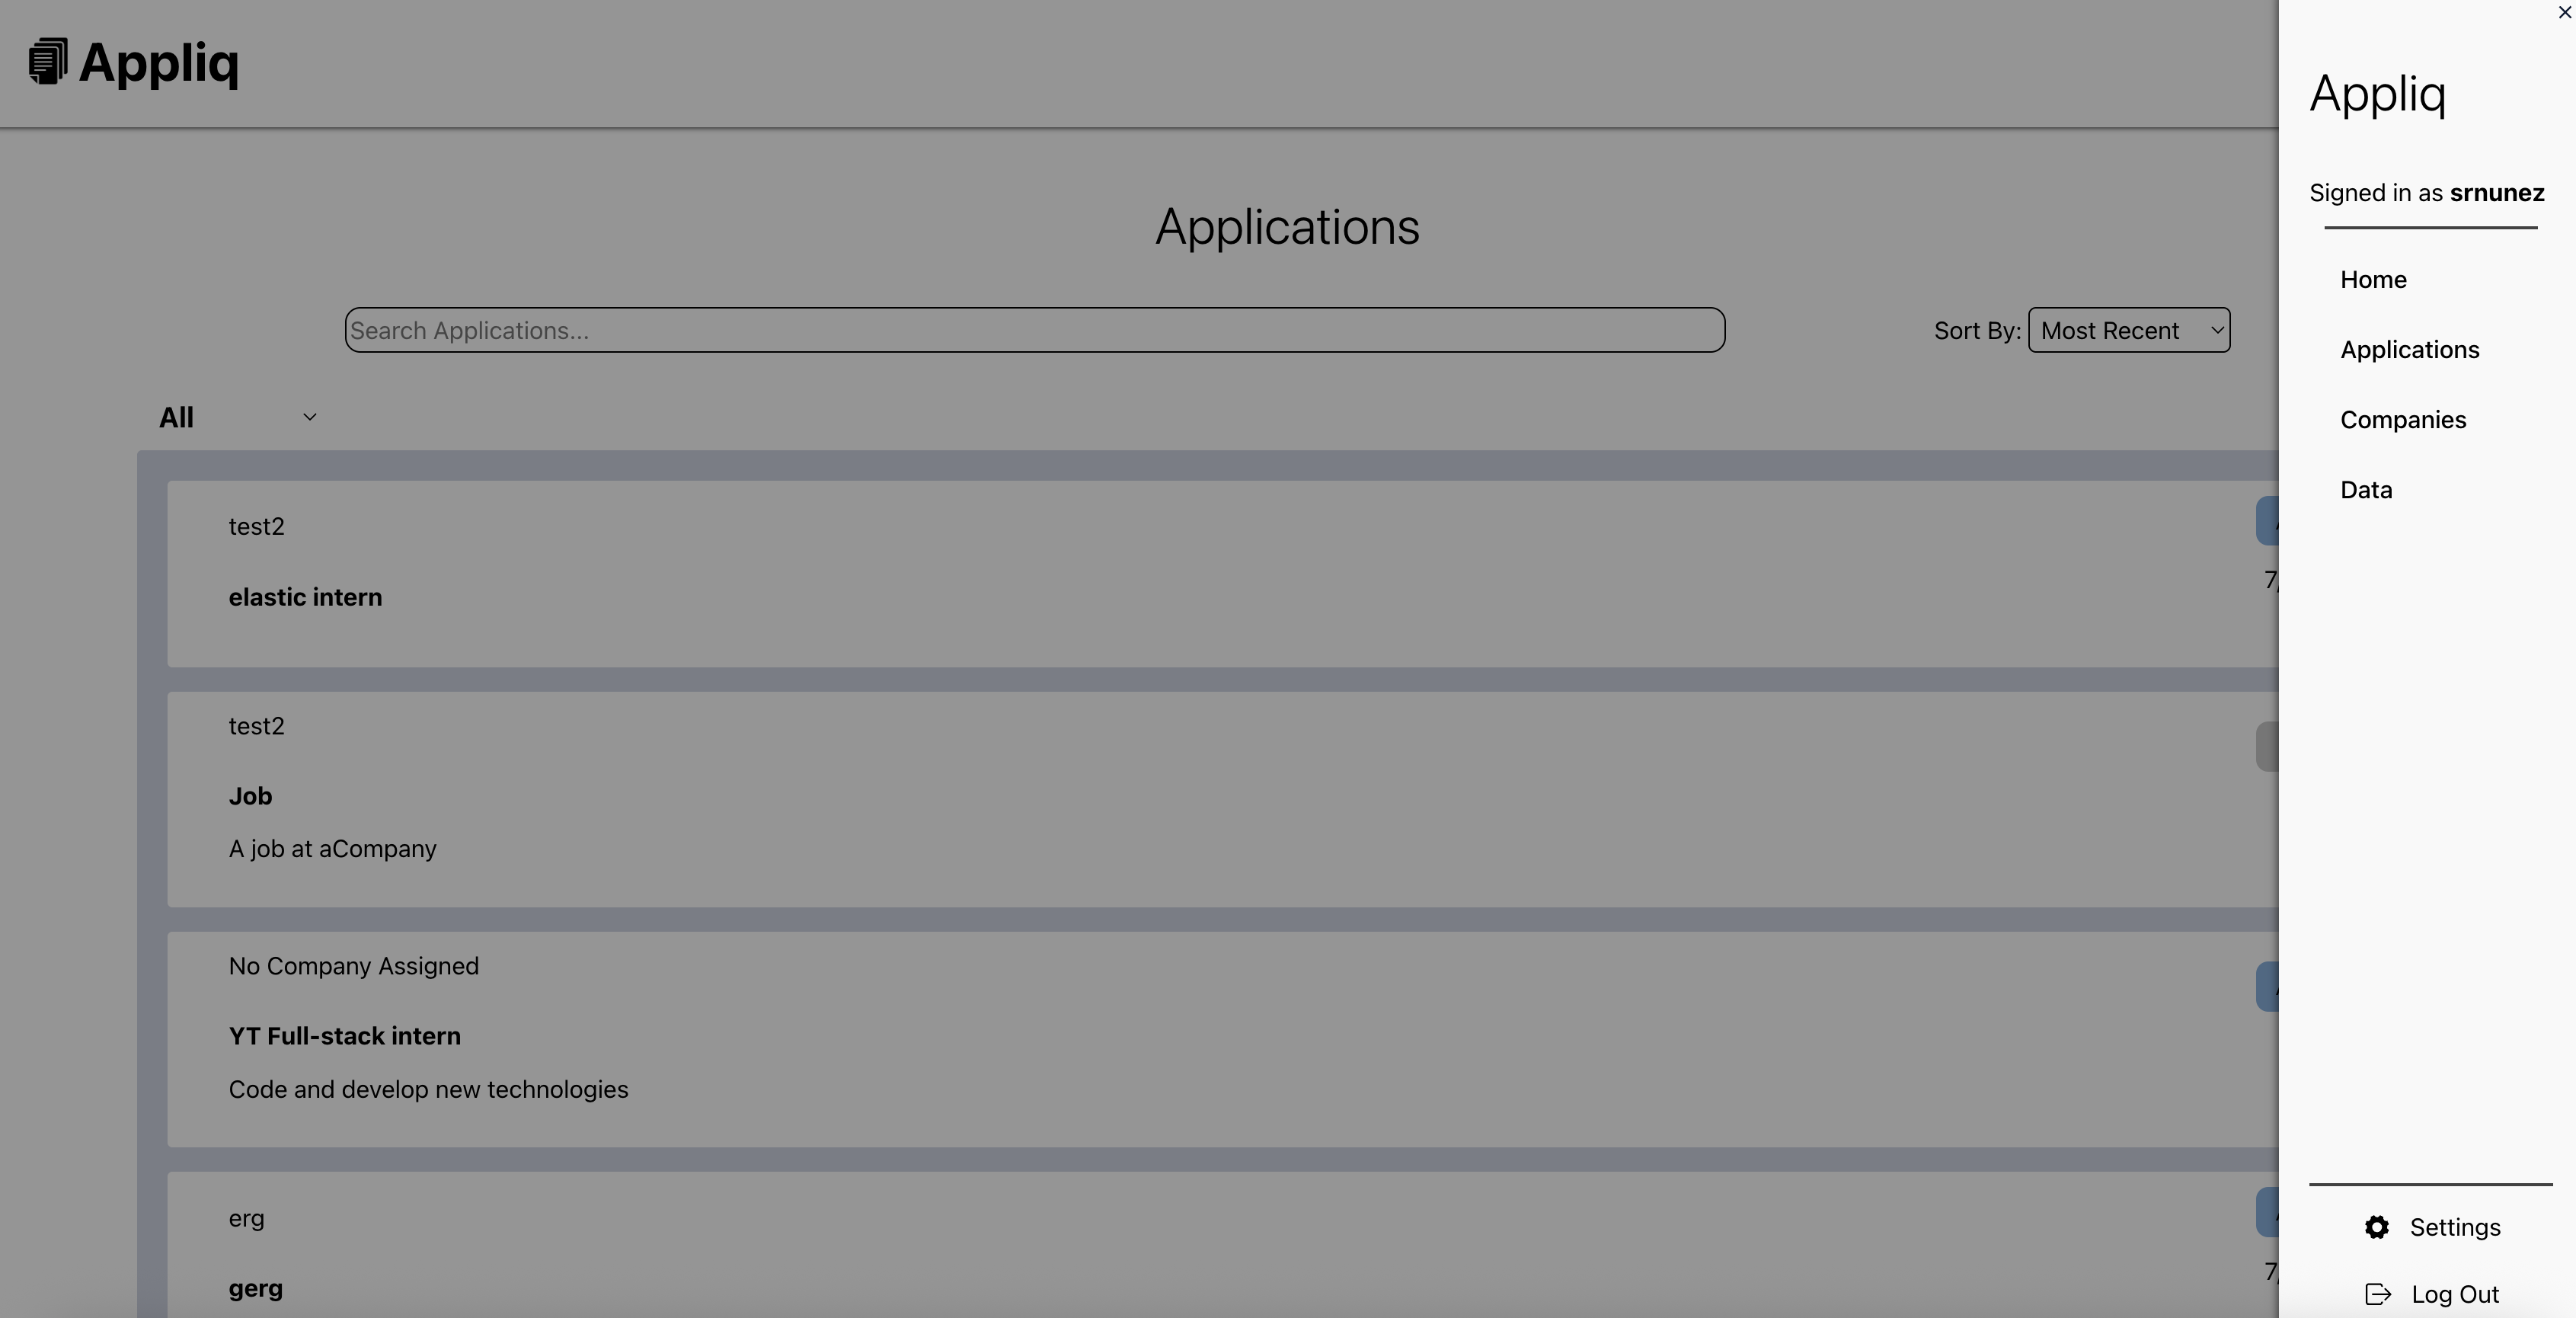 Appliq
Applications
Search Applications...
Sort By: Most Recent
All
test2
elastic intern
test2
Job
A job at aCompany
No Company Assigned
YT Full-stack intern
Code and develop new technologies
erg
gerg
Appliq
Signed in as srnunez
Home
Applications
Companies
Data
Settings
Log Out